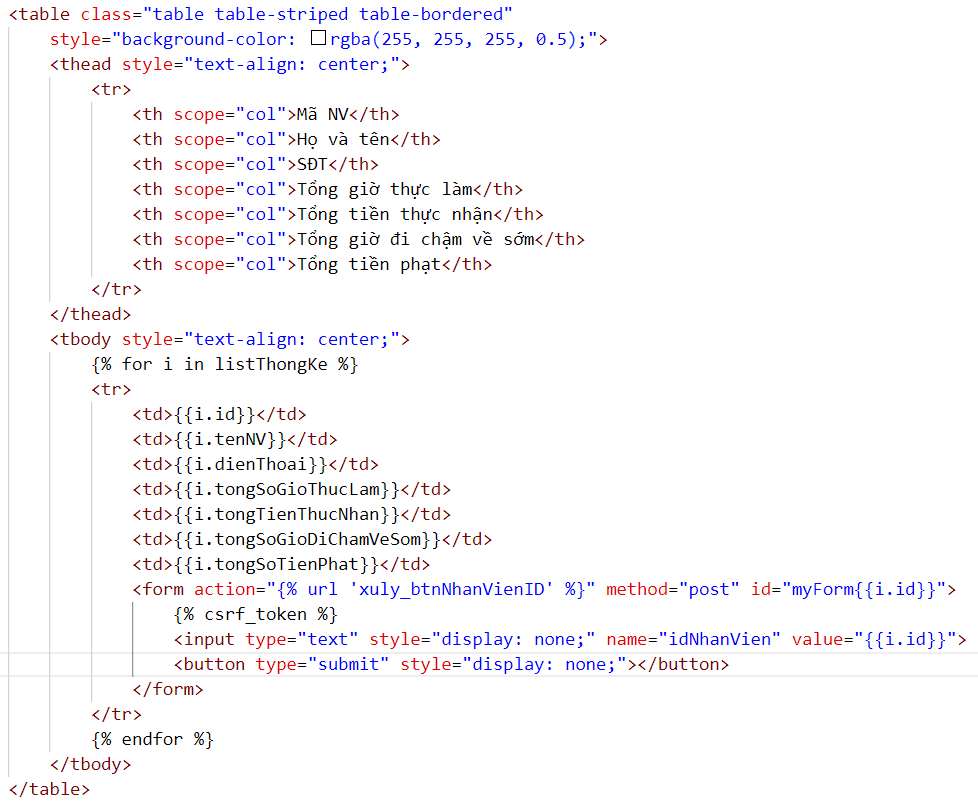 <table class="table table-striped table-bordered"
    style="background-color: rgba(255, 255, 255, 0.5);">
    <thead style="text-align: center;">
        <tr>
            <th scope="col">Mã NV</th>
            <th scope="col">Họ và tên</th>
            <th scope="col">SĐT</th>
            <th scope="col">Tổng giờ thực làm</th>
            <th scope="col">Tổng tiền thực nhận</th>
            <th scope="col">Tổng giờ đi chậm về sớm</th>
            <th scope="col">Tổng tiền phạt</th>
        </tr>
    </thead>
    <tbody style="text-align: center;">
        {% for i in listThongKe %}
        <tr>
            <td>{{i.id}}</td>
            <td>{{i.tenNV}}</td>
            <td>{{i.dienThoai}}</td>
            <td>{{i.tongSoGioThucLam}}</td>
            <td>{{i.tongTienThucNhan}}</td>
            <td>{{i.tongSoGioDiChamVeSom}}</td>
            <td>{{i.tongSoTienPhat}}</td>
            <form action="{% url 'xuly_btnNhanVienID' %}" method="post" id="myForm{{i.id}}">
                {% csrf_token %}
                <input type="text" style="display: none;" name="idNhanVien" value="{{i.id}}">
                <button type="submit" style="display: none;"></button>
            </form>
        </tr>
        {% endfor %}
    </tbody>
</table>